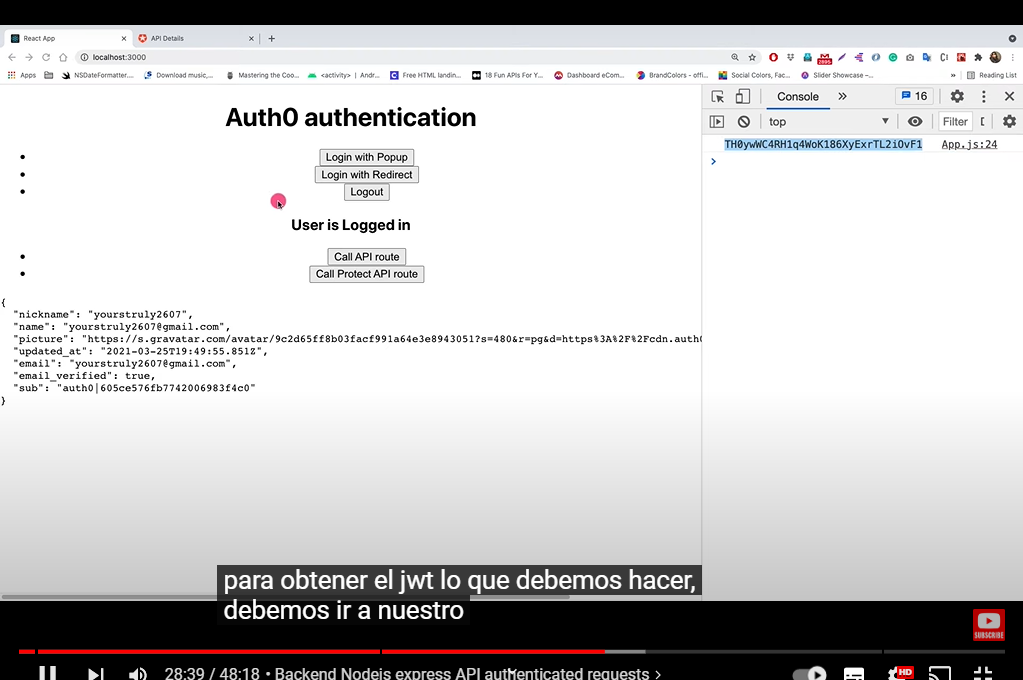 React App
API Details
localhost:3000
Apps
NSDateFormatter....
Download music,...
Mastering the Coo...
<activity> | Andr...
Free HTML landin...
18 Fun APIs For Y...
Dashboard eCom...
BrandColors - offi...
Social Colors, Fac...
Slider Showcase –...
»
Reading List
Auth0 authentication
Login with Popup
Login with Redirect
Logout
User is Logged in
Call API route
Call Protect API route
{
"nickname": "yourstruly2607",
"name": "yourstruly2607@gmail.com",
"picture": "https://s.gravatar.com/avatar/9c2d65ff8b03facf991a64e3e8943051?s=480&r=pg&d=https%3A%2F%2Fcdn.auth0
"updated_at": "2021-03-25T19:49:55.851Z",
"email": "yourstruly2607@gmail.com",
"email_verified": true,
"sub": "auth0|605ce576fb7742006983f4c0"
}
Console » 16
top Filter
TH0ywWC4RH1q4WoK186XyExrTL2iOvF1 App.js:24
para obtener el jwt lo que debemos hacer,
debemos ir a nuestro
SUBSCRIBE
28:39 / 48:18 • Backend Nodejs express API authenticated requests >
HD